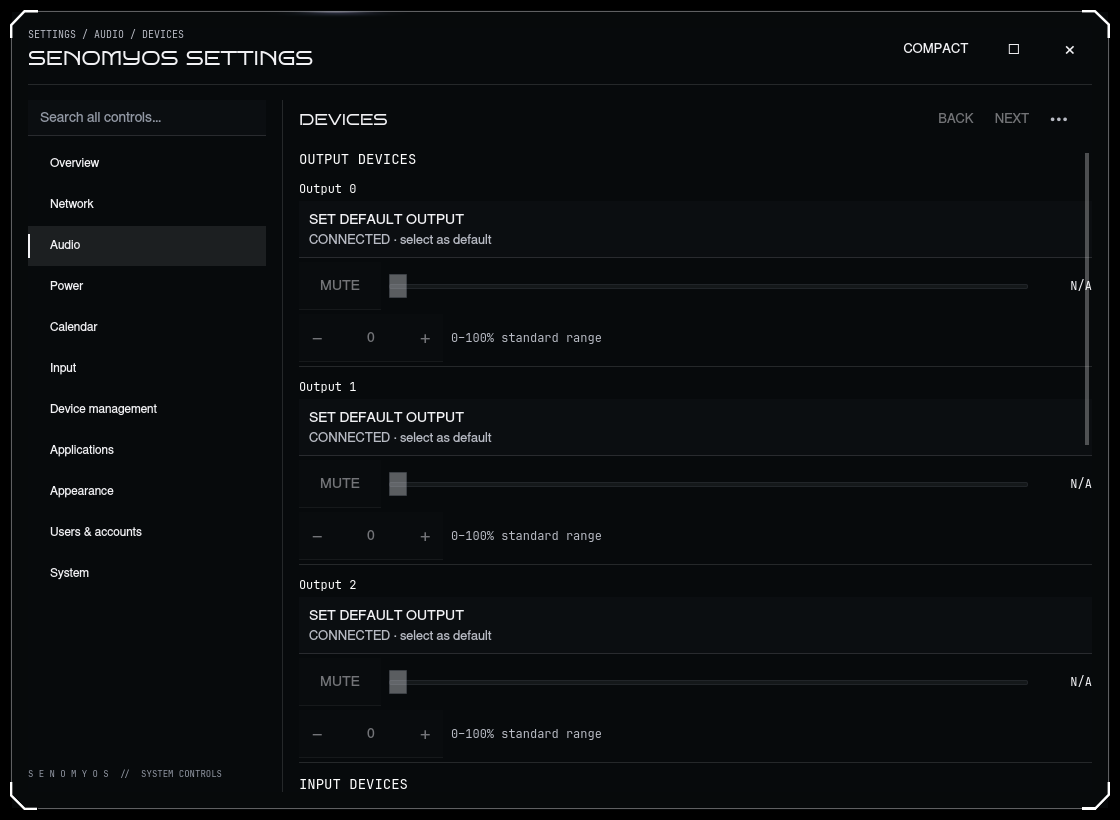 SETTINGS / AUDIO / DEVICES
SENOMYOS SETTINGS
COMPACT
Search all controls...
Overview
Network
Audio
Power
Calendar
Input
Device management
Applications
Appearance
Users & accounts
System
SENOMYOS // SYSTEM CONTROLS
DEVICES
BACK NEXT
OUTPUT DEVICES
Output 0
SET DEFAULT OUTPUT
CONNECTED · select as default
MUTE N/A
− 0 + 0–100% standard range
Output 1
SET DEFAULT OUTPUT
CONNECTED · select as default
MUTE N/A
− 0 + 0–100% standard range
Output 2
SET DEFAULT OUTPUT
CONNECTED · select as default
MUTE N/A
− 0 + 0–100% standard range
INPUT DEVICES